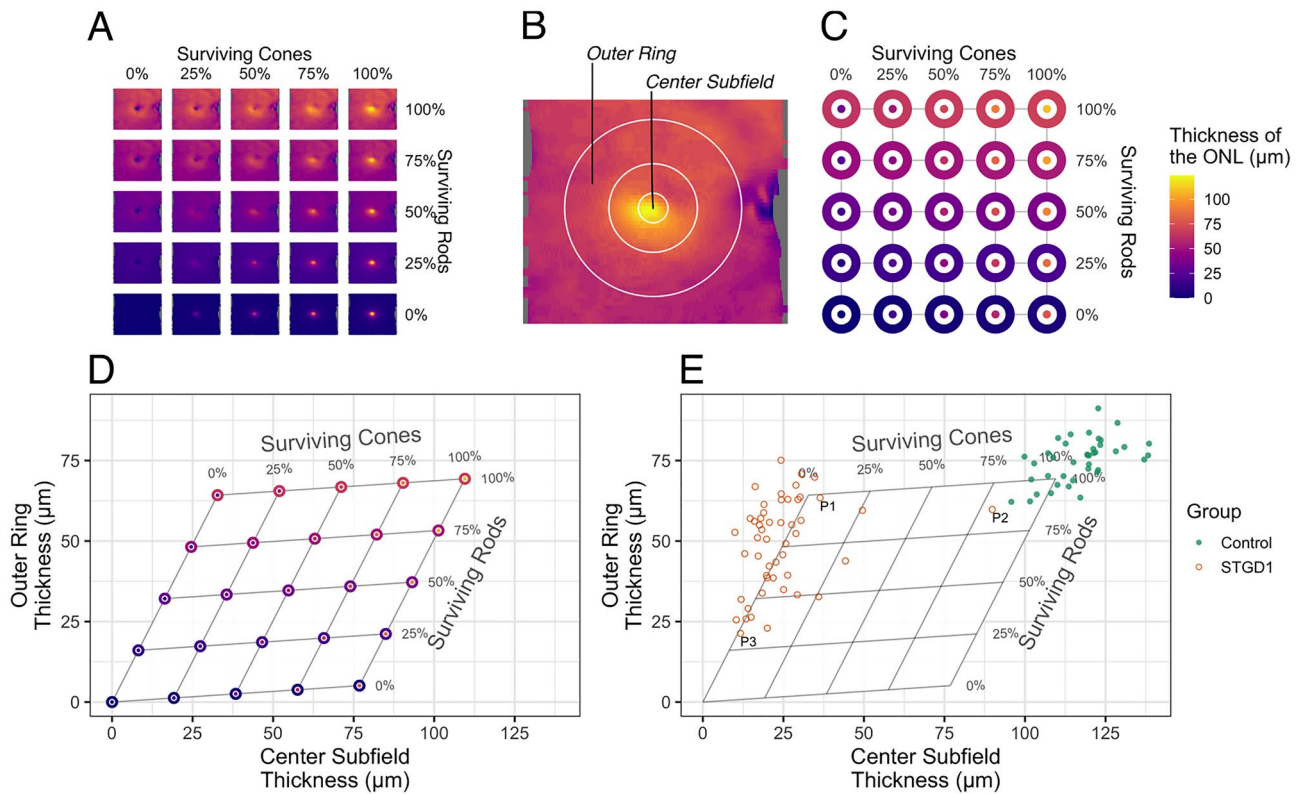 A
Surviving Cones
0% 25% 50% 75% 100%
100%
75%
50%
25%
0%
Surviving Rods
B
Outer Ring
Center Subfield
C
Surviving Cones
0% 25% 50% 75% 100%
100%
75%
50%
25%
0%
Surviving Rods
Thickness of
the ONL (µm)
100
75
50
25
0
D
Outer Ring
Thickness (µm)
75
50
25
0
Surviving Cones
0% 25% 50% 75% 100%
100%
75%
50%
25%
0%
Surviving Rods
0 25 50 75 100 125
Center Subfield
Thickness (µm)
E
Outer Ring
Thickness (µm)
75
50
25
0
Surviving Cones
0% 25% 50% 75% 100%
100%
75%
50%
25%
0%
Surviving Rods
P1
P2
P3
0 25 50 75 100 125
Center Subfield
Thickness (µm)
Group
Control
STGD1